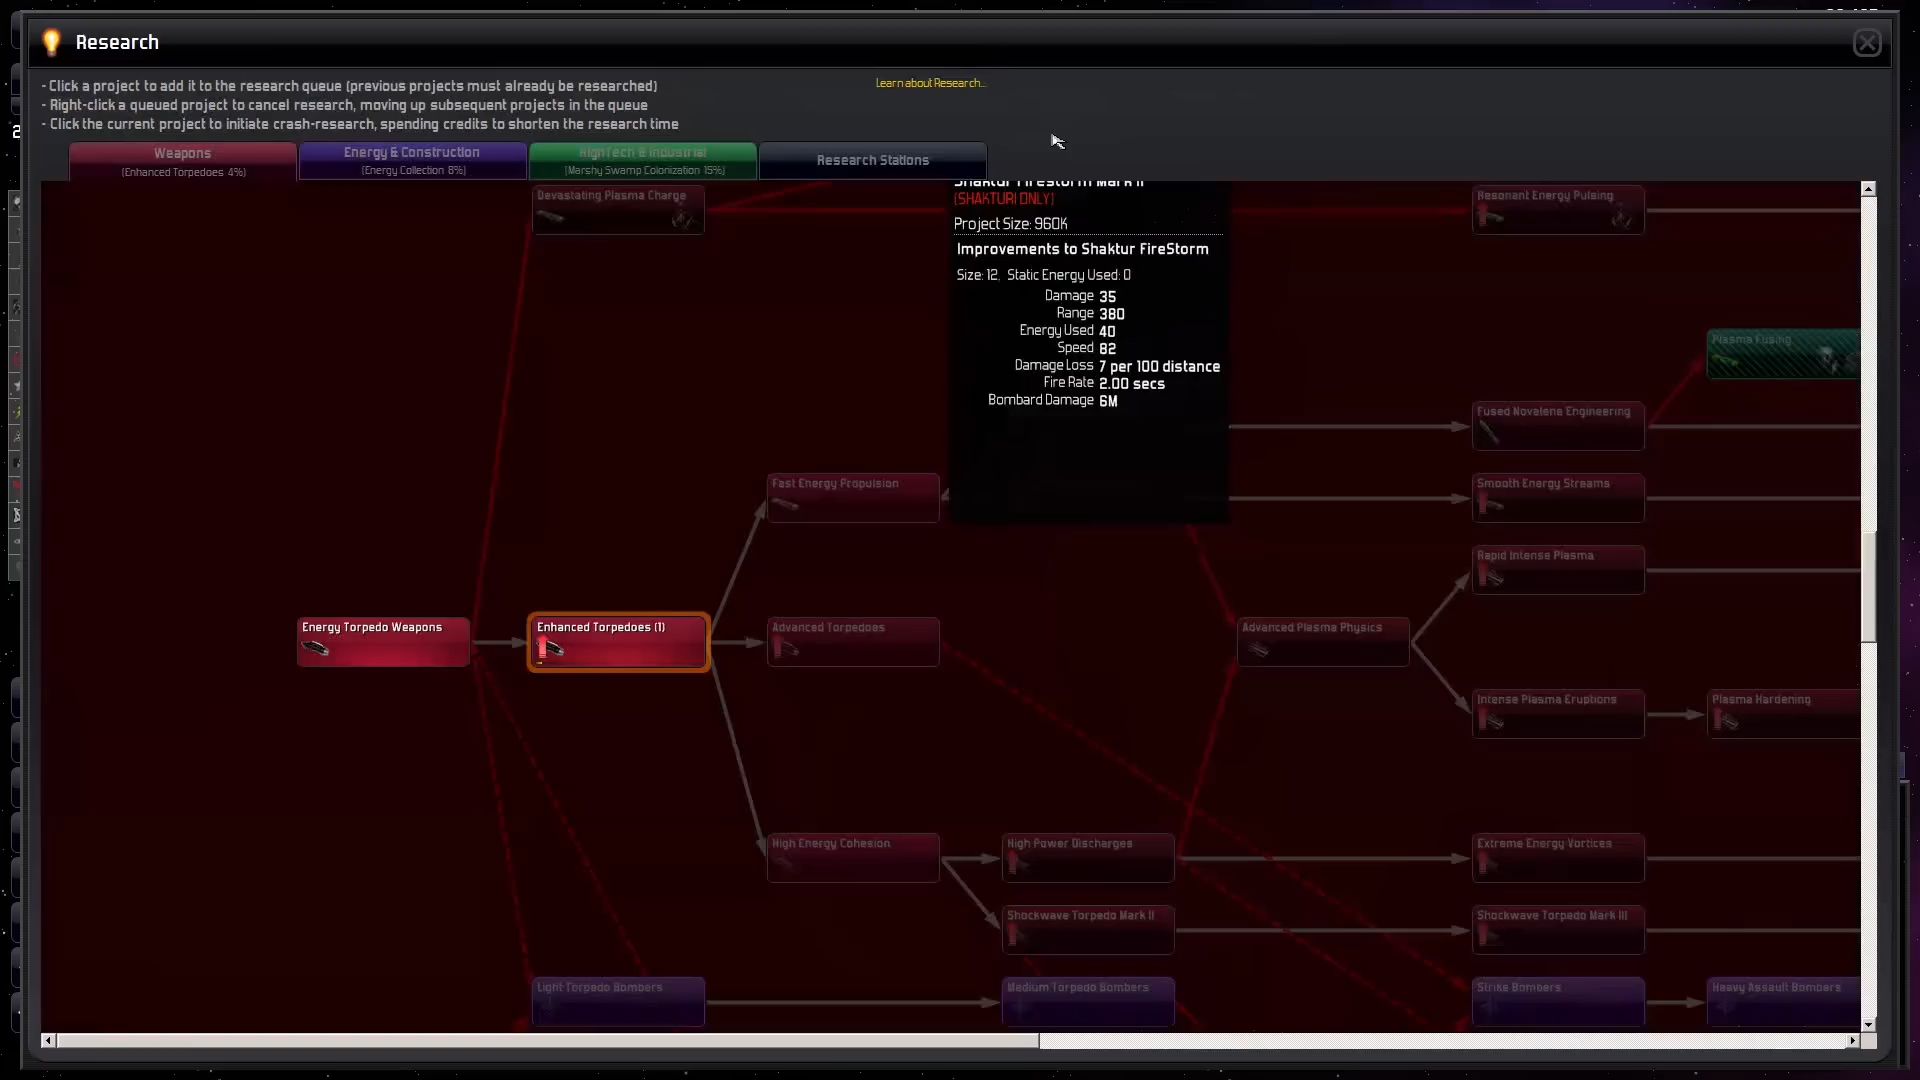 Research
- Click a project to add it to the research queue (previous projects must already be researched)
- Right-click a queued project to cancel research, moving up subsequent projects in the queue
- Click the current project to initiate crash-research, spending credits to shorten the research time
Learn about Research...
Weapons
(Enhanced Torpedoes 4%)
Energy & Construction
(Energy Collection 8%)
HighTech & Industrial
(Marshy Swamp Colonization 15%)
Research Stations
Devastating Plasma Charge
Shaktur Firestorm Mark II
(SHAKTURI ONLY)
Project Size: 960K
Improvements to Shaktur FireStorm
Size: 12, Static Energy Used: 0
Damage 35
Range 380
Energy Used 40
Speed 82
Damage Loss 7 per 100 distance
Fire Rate 2.00 secs
Bombard Damage 6M
Resonant Energy Pulsing
Plasma Fusing
Fused Novalene Engineering
Fast Energy Propulsion
Smooth Energy Streams
Rapid Intense Plasma
Energy Torpedo Weapons
Enhanced Torpedoes (1)
Advanced Torpedoes
Advanced Plasma Physics
Intense Plasma Eruptions
Plasma Hardening
High Energy Cohesion
High Power Discharges
Extreme Energy Vortices
Shockwave Torpedo Mark II
Shockwave Torpedo Mark III
Light Torpedo Bombers
Medium Torpedo Bombers
Strike Bombers
Heavy Assault Bombers